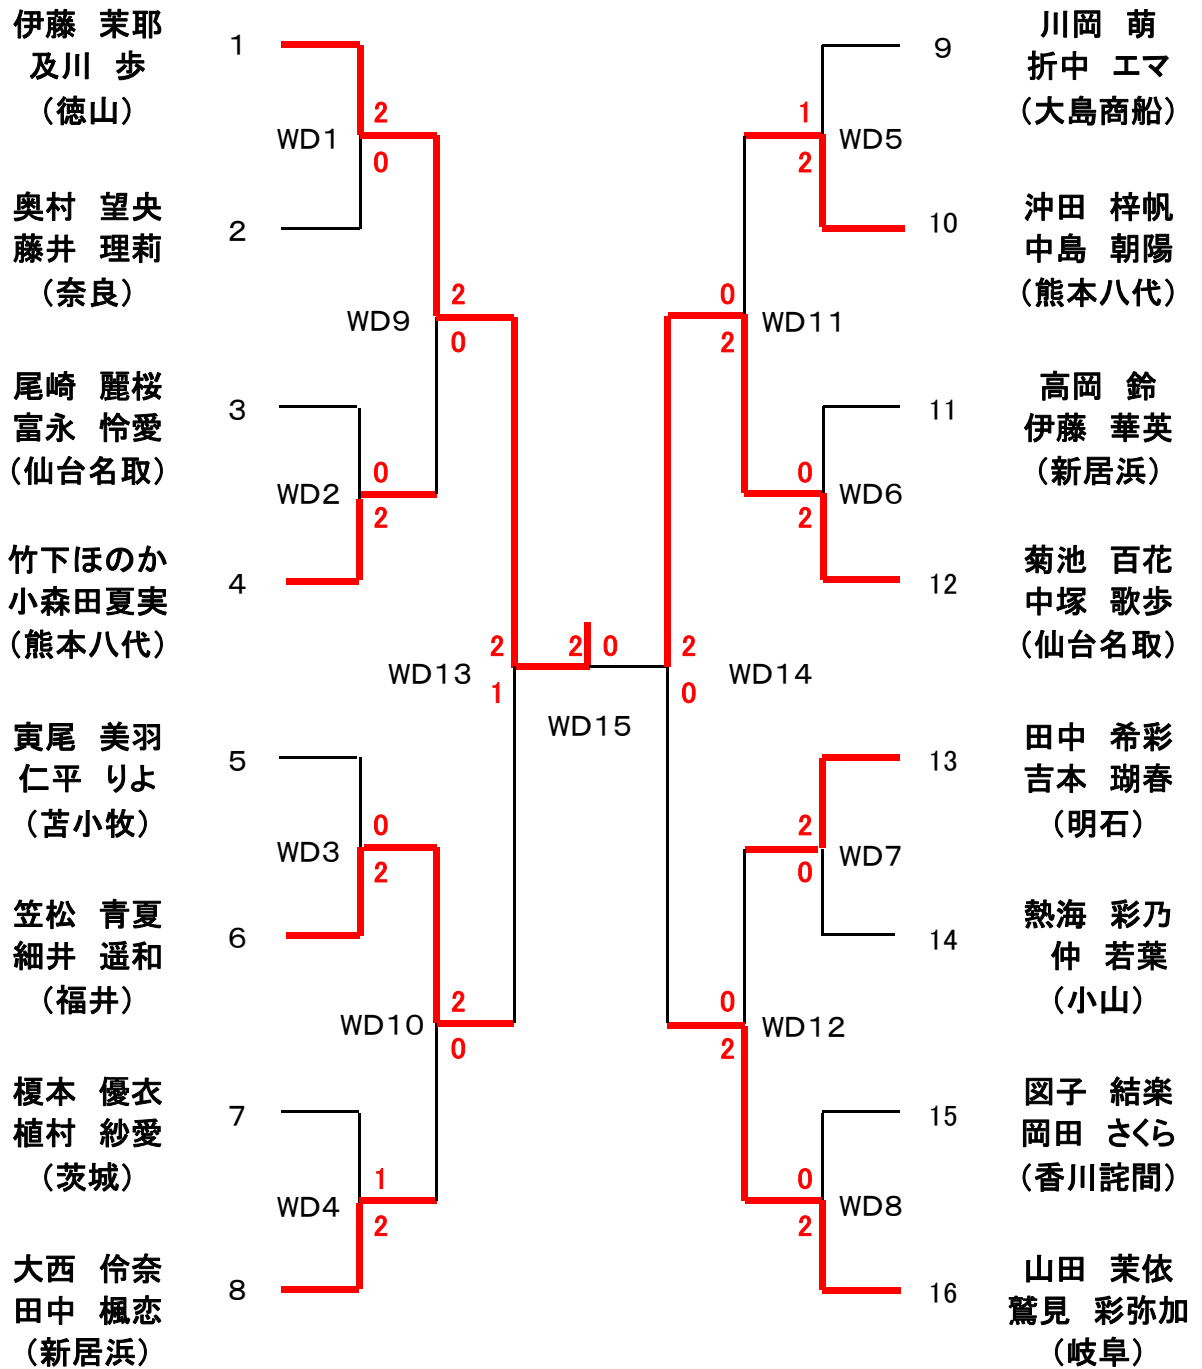 伊藤 茉耶
及川 歩
(徳山)
1
奥村 望央
藤井 理莉
(奈良)
2
WD1
2
0
尾崎 麗桜
富永 怜愛
(仙台名取)
3
竹下ほのか
小森田夏実
(熊本八代)
4
WD2
0
2
WD9
2
0
寅尾 美羽
仁平 りよ
(苫小牧)
5
笠松 青夏
細井 遥和
(福井)
6
WD3
0
2
榎本 優衣
植村 紗愛
(茨城)
7
大西 伶奈
田中 楓恋
(新居浜)
8
WD4
1
2
WD10
2
0
WD13
2
1
2 0
WD15
WD14
2
0
川岡 萌
折中 エマ
(大島商船)
9
沖田 梓帆
中島 朝陽
(熊本八代)
10
WD5
1
2
高岡 鈴
伊藤 華英
(新居浜)
11
菊池 百花
中塚 歌歩
(仙台名取)
12
WD6
0
2
WD11
0
2
田中 希彩
吉本 瑚春
(明石)
13
熱海 彩乃
仲 若葉
(小山)
14
WD7
2
0
図子 結楽
岡田 さくら
(香川詫間)
15
山田 茉依
鷲見 彩弥加
(岐阜)
16
WD8
0
2
WD12
0
2